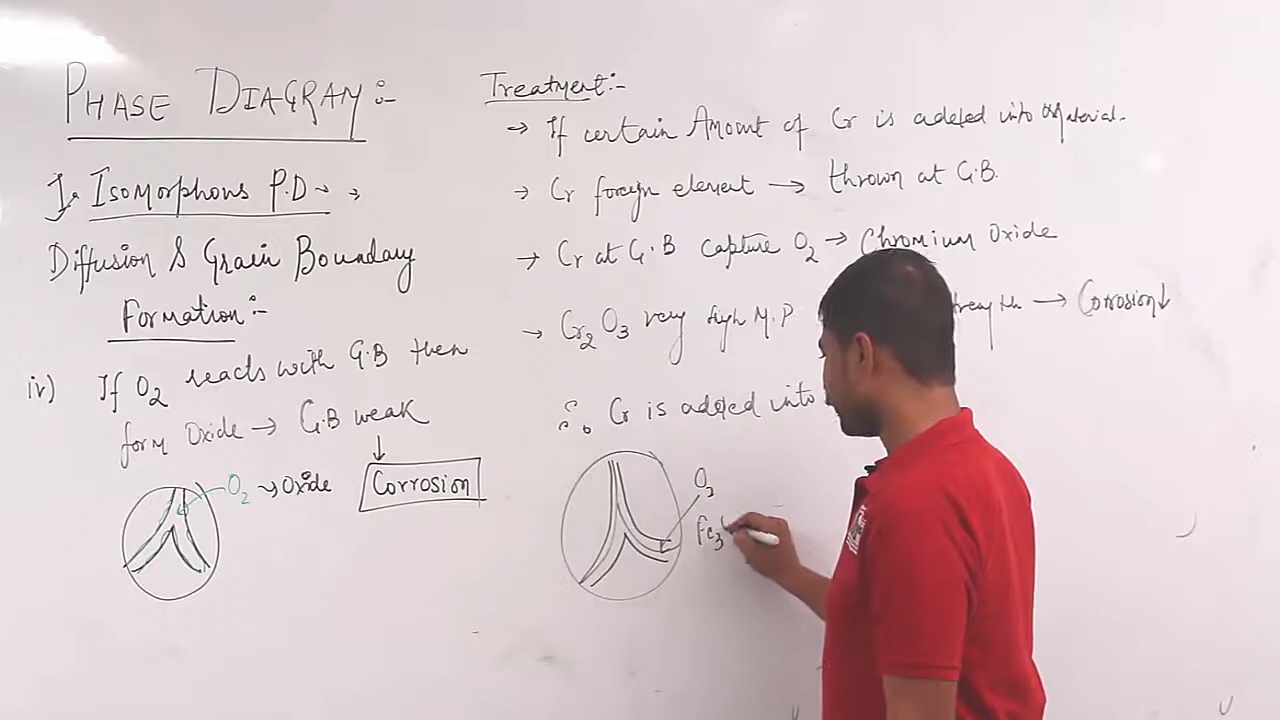 PHASE DIAGRAM:-
I. Isomorphous P.D →
Diffusion & Grain Boundary
Formation:-
iv) If O2 reacts with G.B then
form Oxide → G.B weak
↓
O2 → Oxide
Corrosion
Treatment:-
→ If certain Amount of Cr is added into Material.
→ Cr foreign element → thrown at G.B.
→ Cr at G.B capture O2 → Chromium Oxide
→ Cr2O3 very high M.P → Corrosion↓
∴ Cr is added into
O2
Fe3